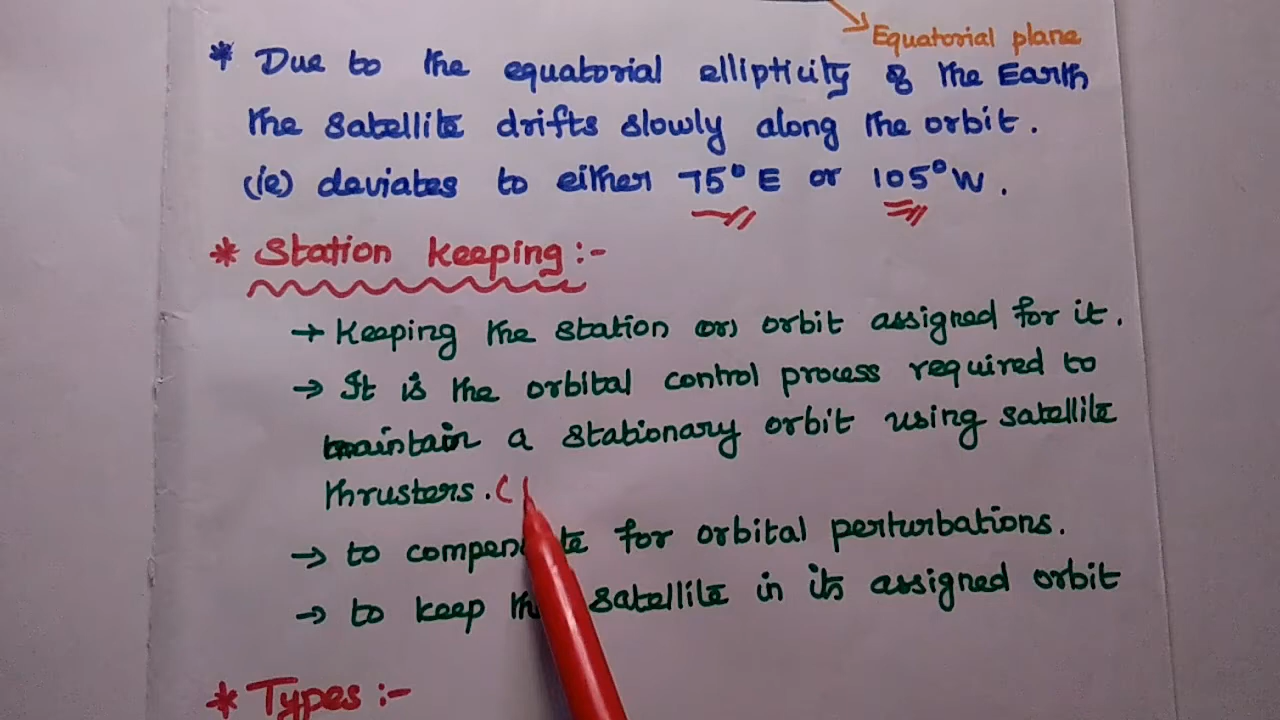 Equatorial plane
* Due to the equatorial ellipticity of the Earth
the satellite drifts slowly along the orbit.
(ie) deviates to either 75° E or 105° W.
* Station keeping :-
→ Keeping the station (or) orbit assigned for it.
→ It is the orbital control process required to
maintain a stationary orbit using satellite
thrusters. (
→ to compensate for orbital perturbations.
→ to keep the satellite in its assigned orbit
* Types :-